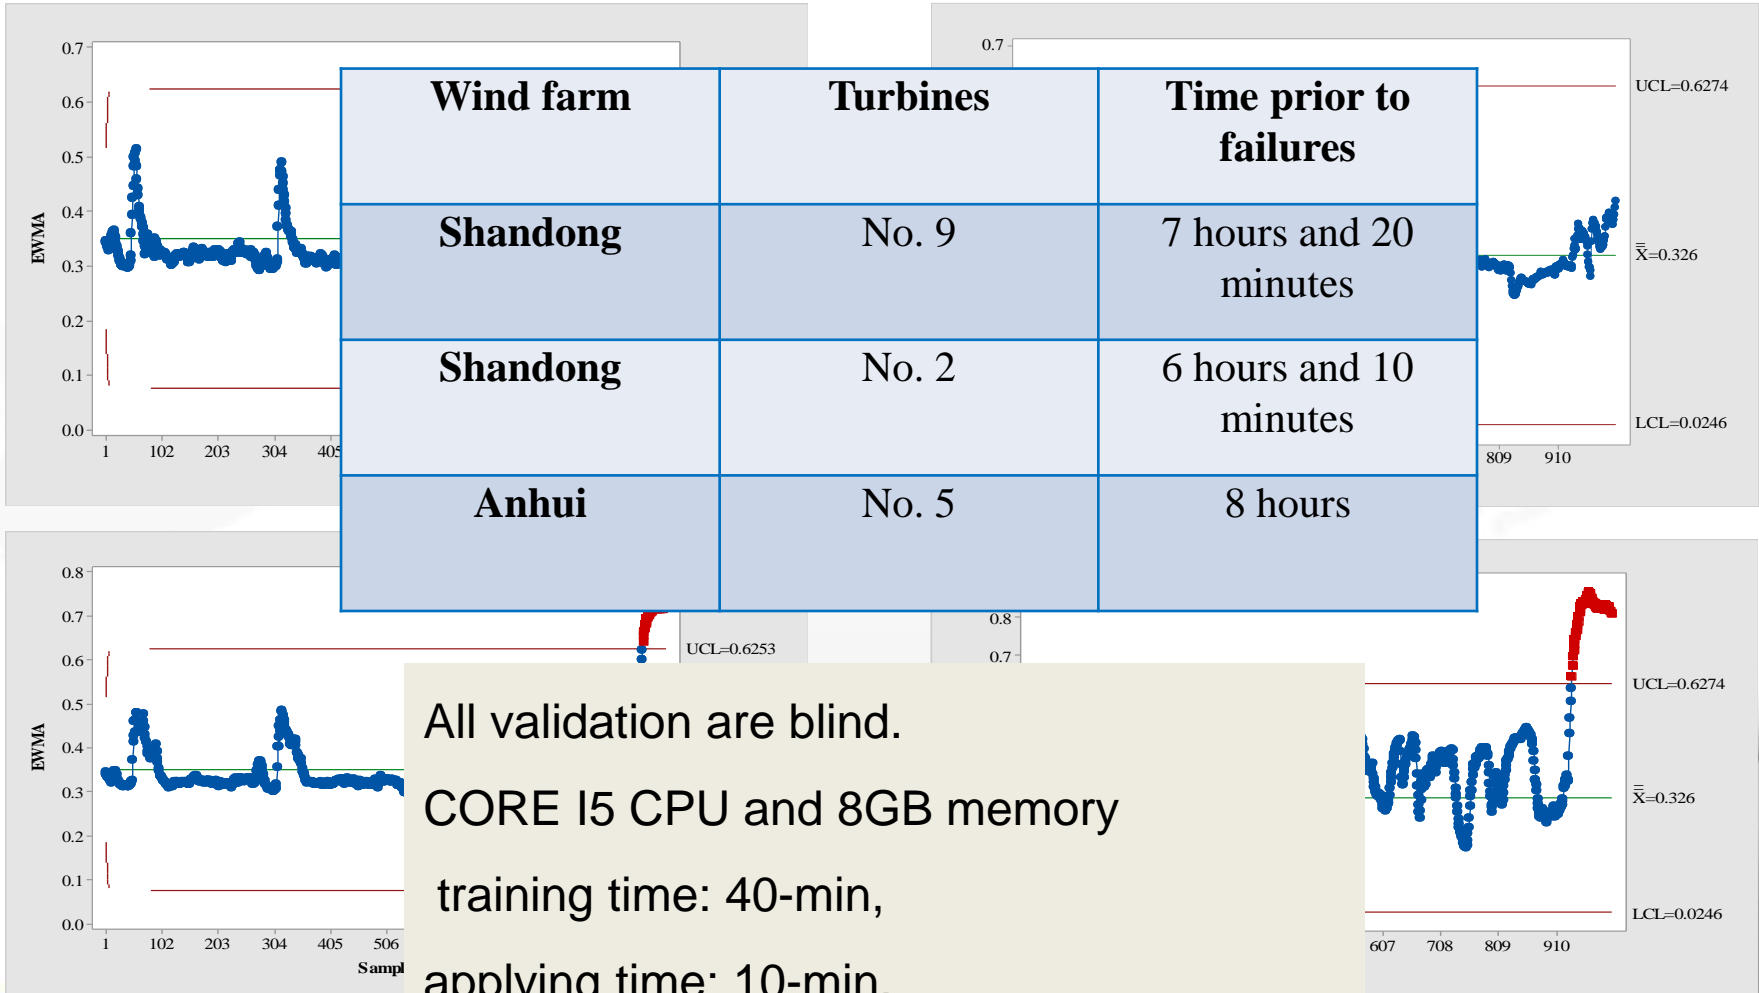 0.7
0.6
0.5
0.4
0.3
0.2
0.1
0.0
EWMA
1 102 203 304 405
0.7
UCL=0.6274
X=0.326
LCL=0.0246
809 910
Wind farm Turbines Time prior to
failures
Shandong No. 9 7 hours and 20
minutes
Shandong No. 2 6 hours and 10
minutes
Anhui No. 5 8 hours
0.8
0.7
0.6
0.5
0.4
0.3
0.2
0.1
0.0
EWMA
1 102 203 304 405 506
UCL=0.6253
0.8
0.7
UCL=0.6274
X=0.326
LCL=0.0246
607 708 809 910
All validation are blind.
CORE I5 CPU and 8GB memory
training time: 40-min,
applying time: 10-min.